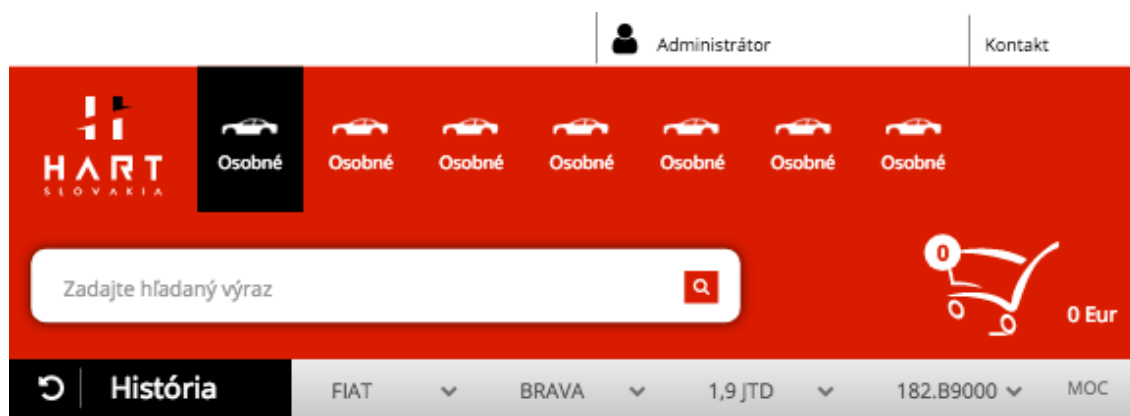 Administrátor Kontakt
HART
SLOVAKIA
Osobné Osobné Osobné Osobné Osobné Osobné Osobné
Zadajte hľadaný výraz
0
0 Eur
História FIAT BRAVA 1,9 JTD 182.B9000 MOC